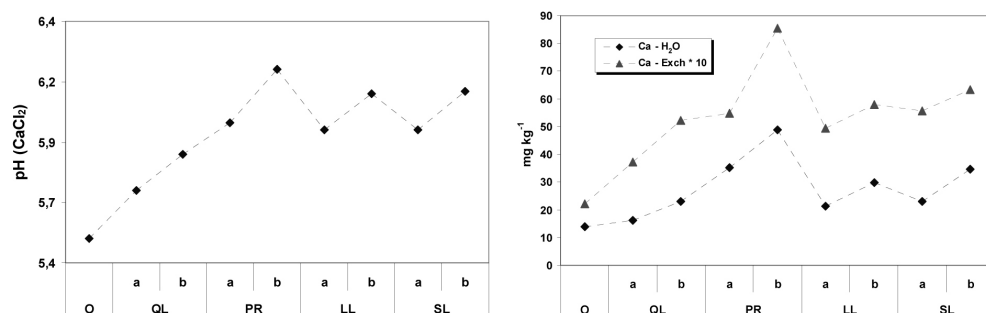 6,4
6,2
5,9
5,7
5,4
pH (CaCl₂)
a b a b a b a b
O QL PR LL SL
90
80
70
60
50
40
30
20
10
0
mg kg⁻¹
Ca - H₂O
Ca - Exch * 10
a b a b a b a b
O QL PR LL SL